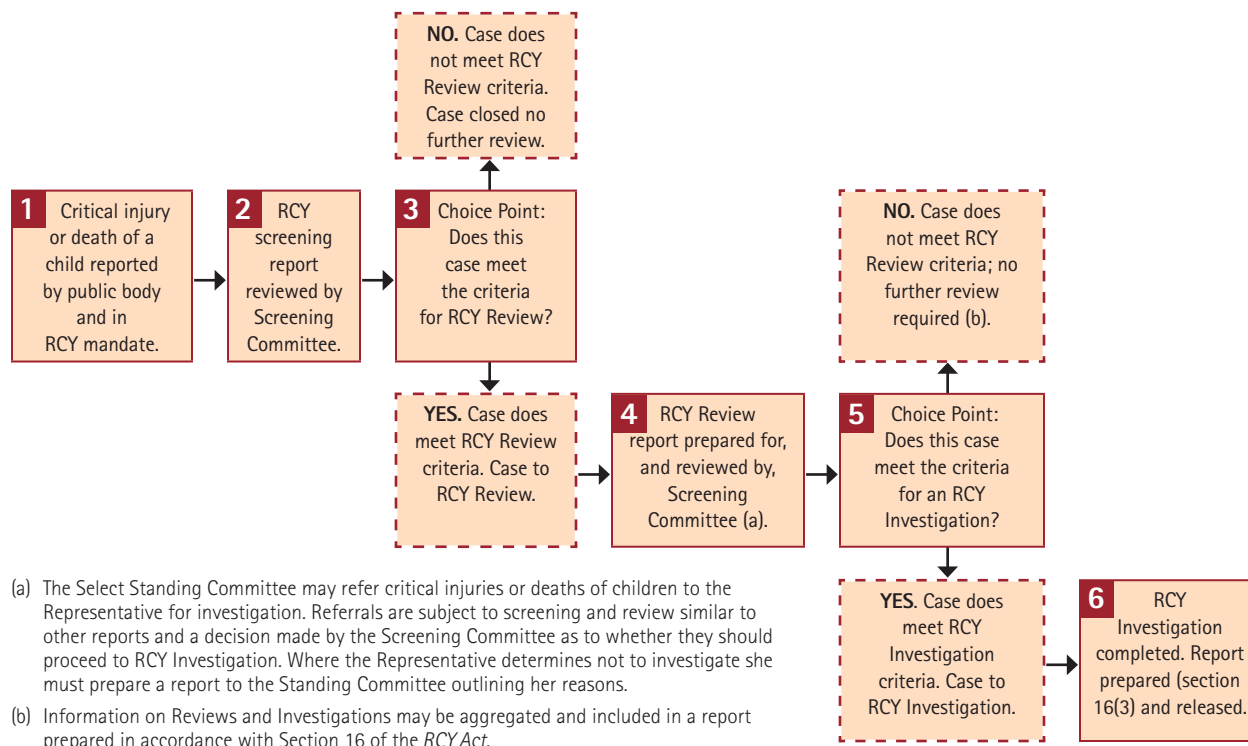 NO. Case does
not meet RCY
Review criteria.
Case closed no
further review.
1 Critical injury
or death of a
child reported
by public body
and in
RCY mandate.
2 RCY
screening
report
reviewed by
Screening
Committee.
3 Choice Point:
Does this
case meet
the criteria
for RCY Review?
NO. Case does
not meet RCY
Review criteria; no
further review
required (b).
YES. Case does
meet RCY Review
criteria. Case to
RCY Review.
4 RCY Review
report prepared for,
and reviewed by,
Screening
Committee (a).
5 Choice Point:
Does this case
meet the criteria
for an RCY
Investigation?
YES. Case does
meet RCY
Investigation
criteria. Case to
RCY Investigation.
6 RCY
Investigation
completed. Report
prepared (section
16(3) and released.
(a) The Select Standing Committee may refer critical injuries or deaths of children to the
Representative for investigation. Referrals are subject to screening and review similar to
other reports and a decision made by the Screening Committee as to whether they should
proceed to RCY Investigation. Where the Representative determines not to investigate she
must prepare a report to the Standing Committee outlining her reasons.
(b) Information on Reviews and Investigations may be aggregated and included in a report
prepared in accordance with Section 16 of the RCY Act.